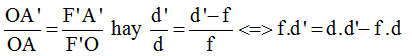 OA'/OA = F'A'/F'O hay d'/d = d'-f/f <=> f.d' = d.d'-f.d